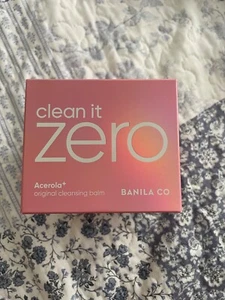 clean it
zero
Acerola+
original cleansing balm
BANILA CO